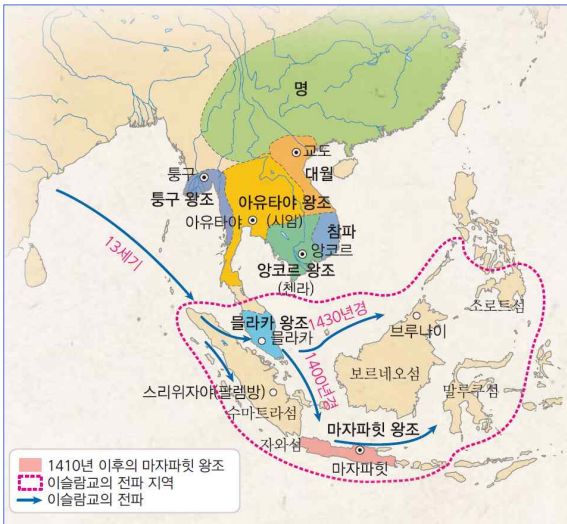 명
교도
대월
퉁구
퉁구 왕조
아유타야 왕조
(시암)
아유타야
참파
앙코르
앙코르 왕조
(첸라)
13세기
믈라카 왕조
믈라카
1430년경
1400년경
브루나이
소로트섬
보르네오섬
말루쿠섬
스리위자야(팔렘방)
수마트라섬
자와섬
마자파힛 왕조
마자파힛
1410년 이후의 마자파힛 왕조
이슬람교의 전파 지역
이슬람교의 전파